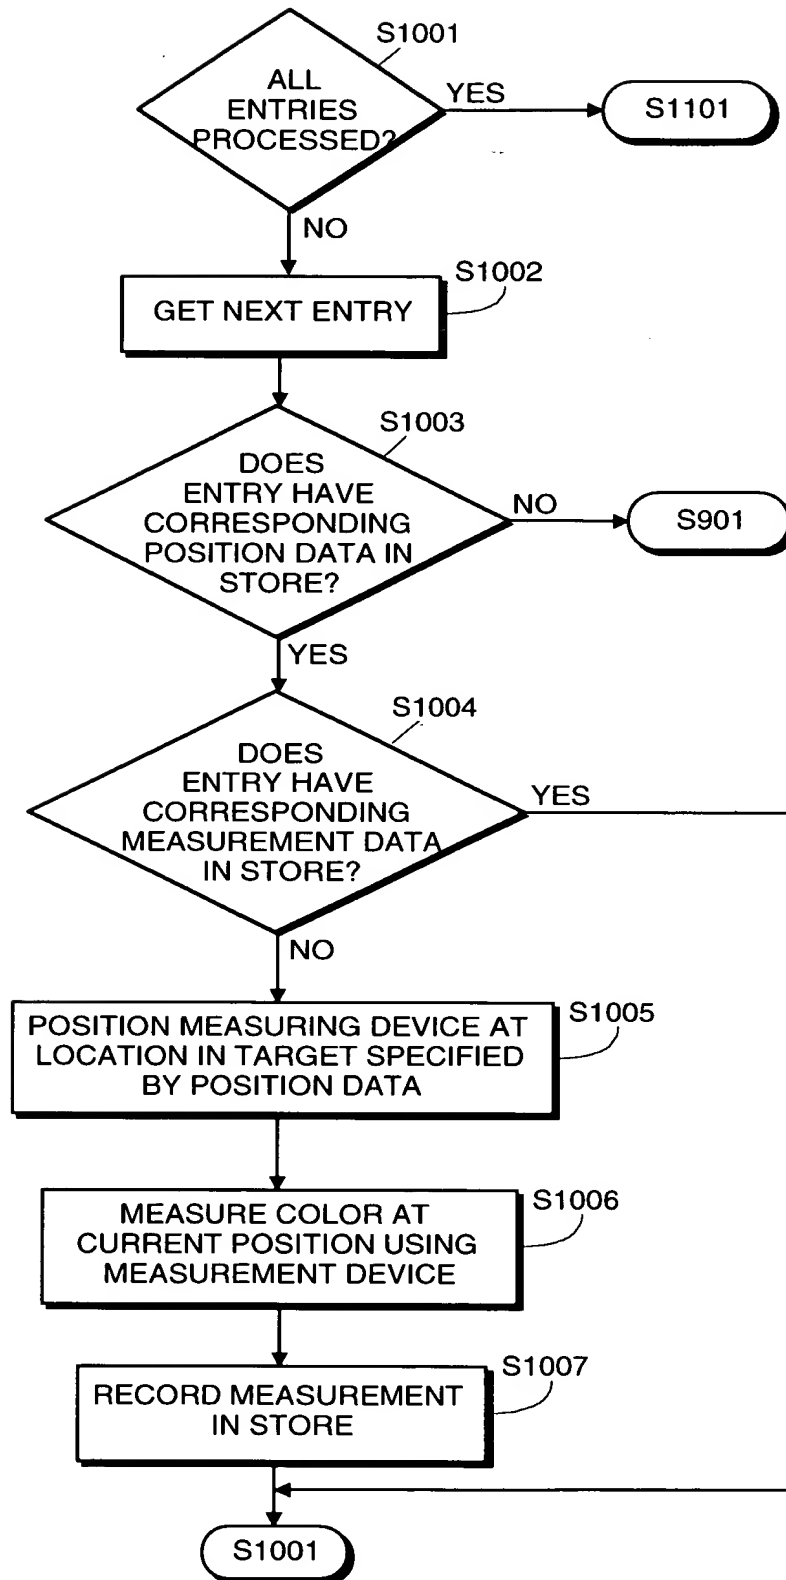 S1001
ALL
ENTRIES
PROCESSED?
YES
S1101
NO
S1002
GET NEXT ENTRY
S1003
DOES
ENTRY HAVE
CORRESPONDING
POSITION DATA IN
STORE?
NO
S901
YES
S1004
DOES
ENTRY HAVE
CORRESPONDING
MEASUREMENT DATA
IN STORE?
YES
NO
S1005
POSITION MEASURING DEVICE AT
LOCATION IN TARGET SPECIFIED
BY POSITION DATA
S1006
MEASURE COLOR AT
CURRENT POSITION USING
MEASUREMENT DEVICE
S1007
RECORD MEASUREMENT
IN STORE
S1001